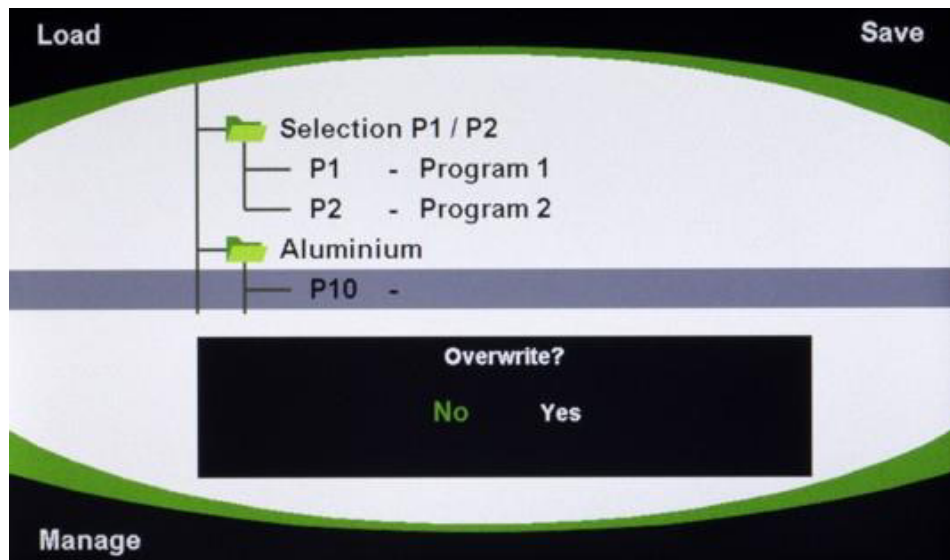 Load
Save
Selection P1 / P2
P1 - Program 1
P2 - Program 2
Aluminium
P10 -
Overwrite?
No Yes
Manage